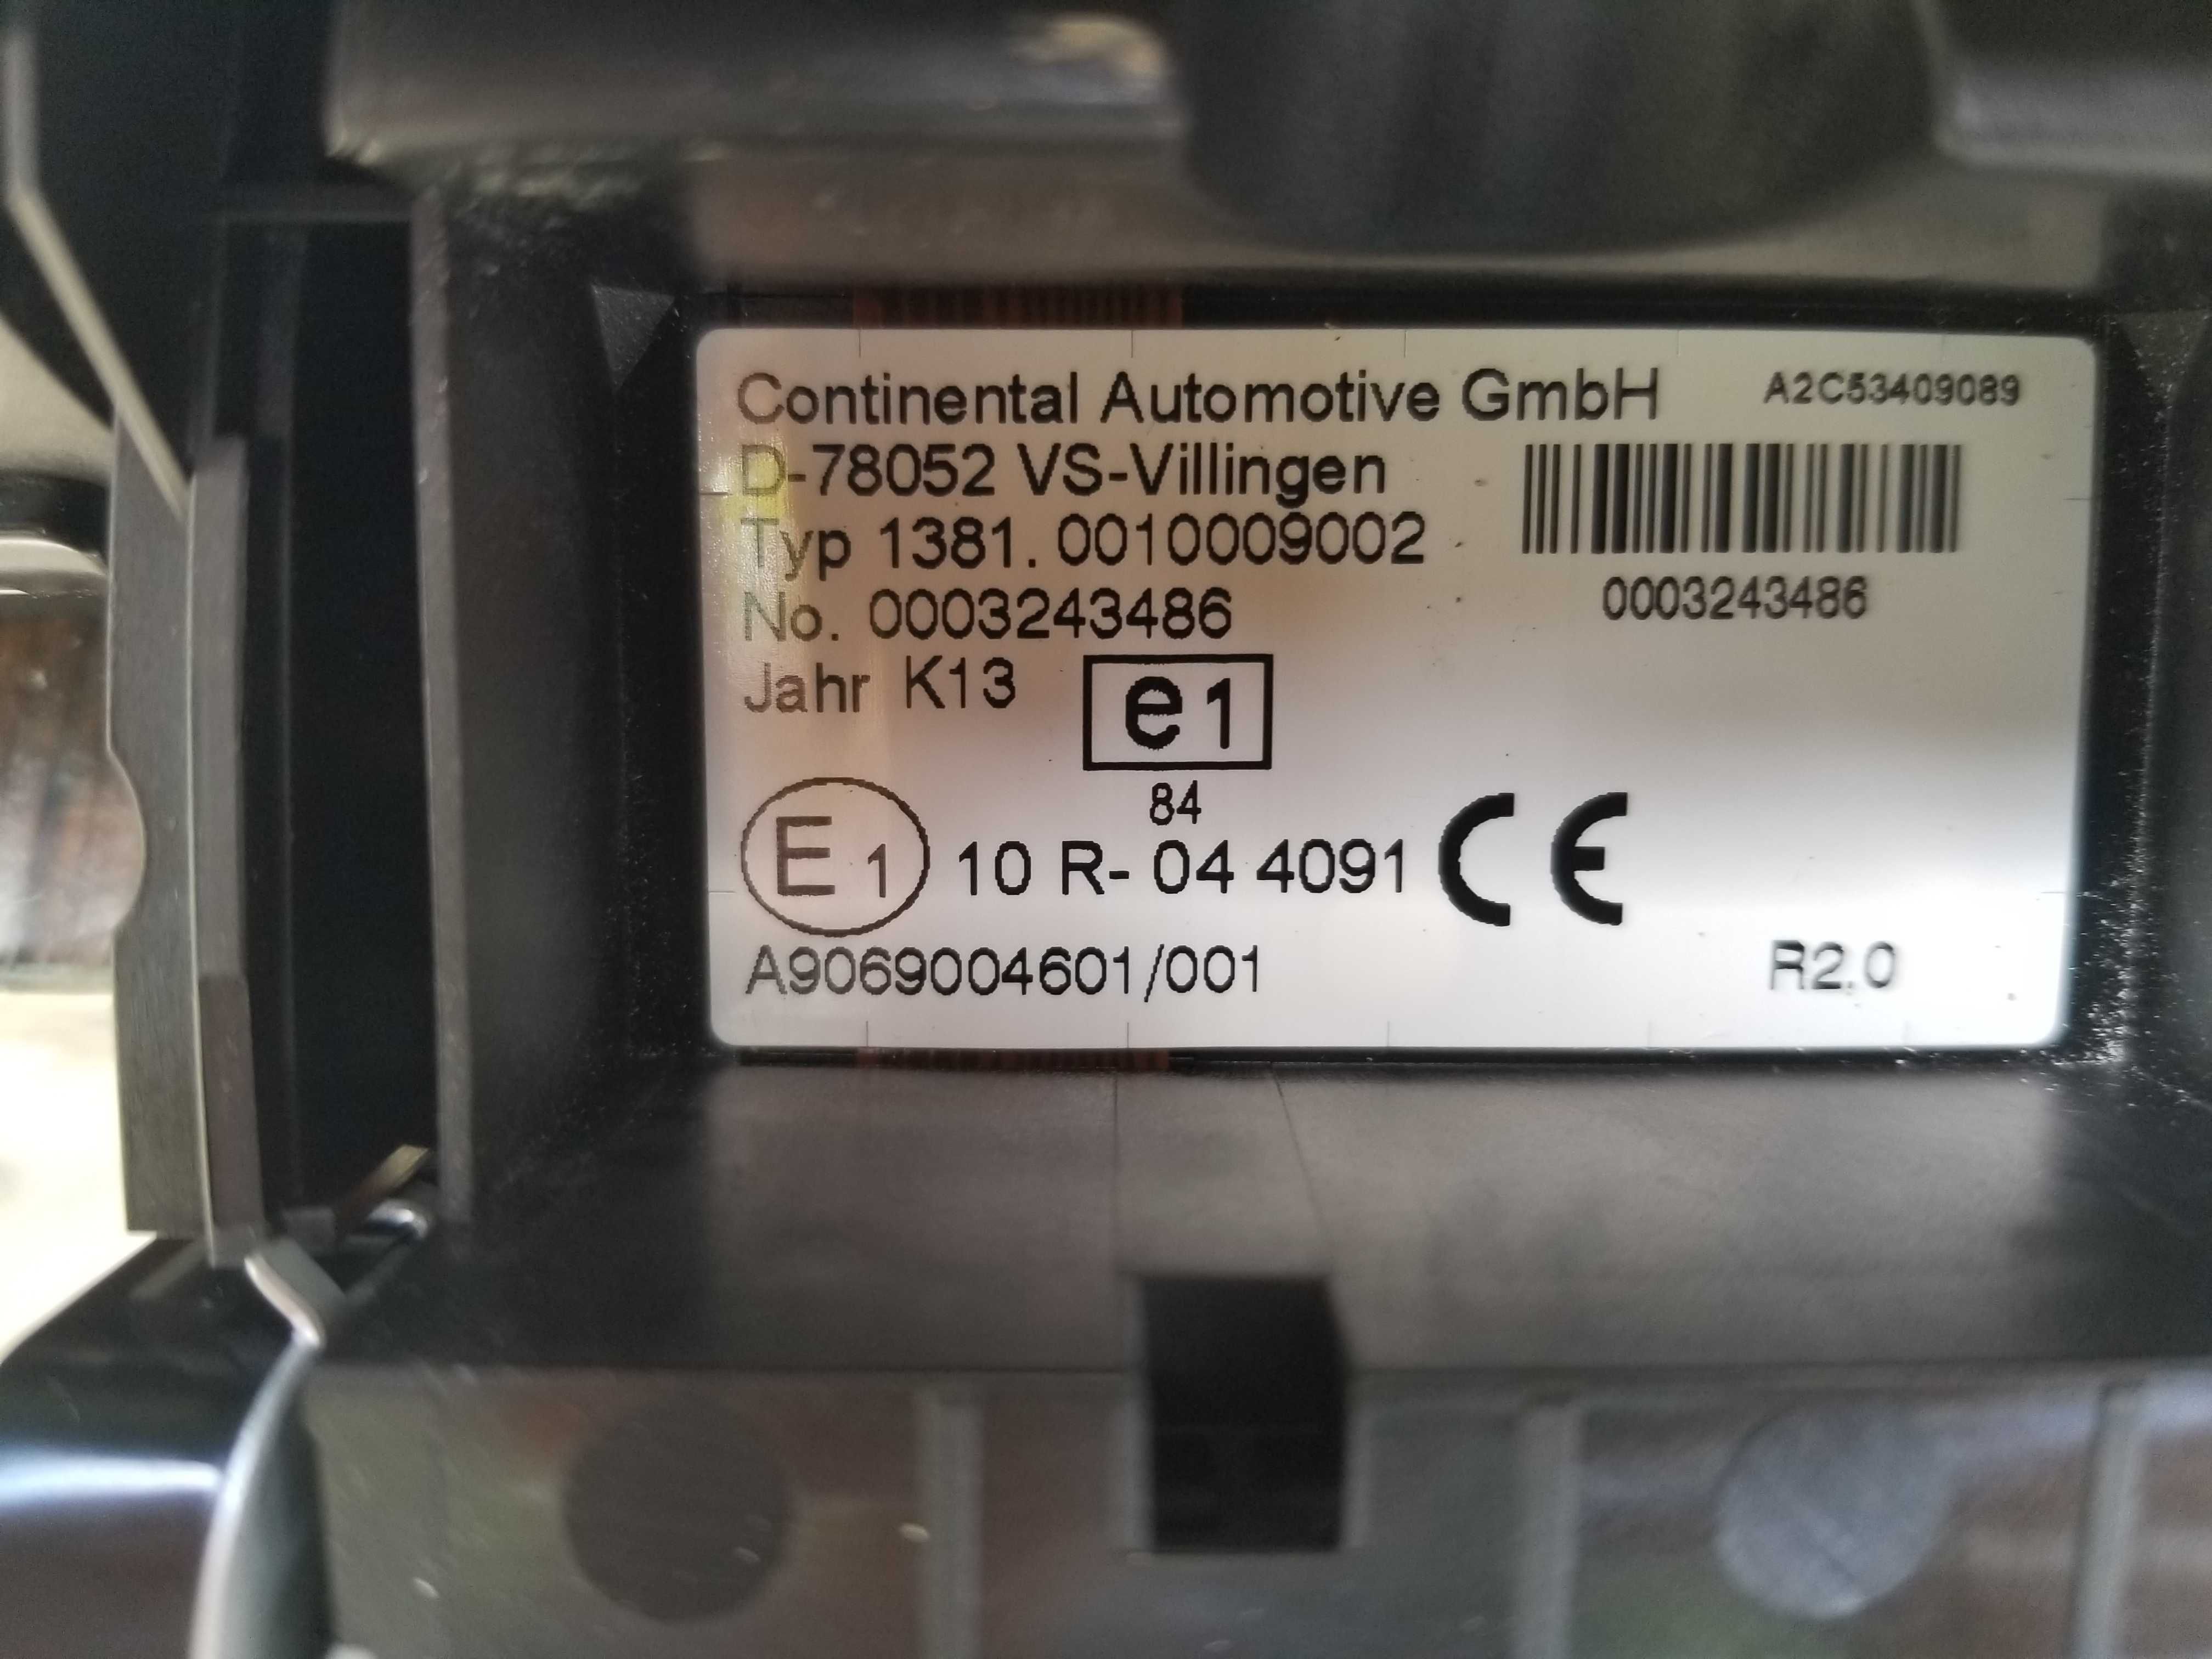 Continental Automotive GmbH A2C53409089
D-78052 VS-Villingen
Typ 1381.0010009002
No. 0003243486 0003243486
Jahr K13
e1
84
E1 10 R- 04 4091 CE
A9069004601/001 R2.0